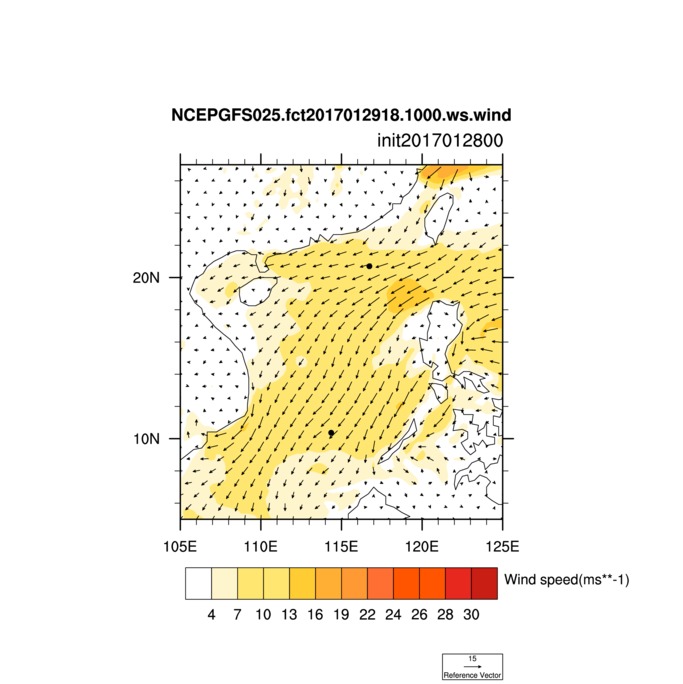 NCEPGFS025.fct2017012918.1000.ws.wind
init2017012800
20N
10N
105E 110E 115E 120E 125E
Wind speed(ms**-1)
4 7 10 13 16 19 22 24 26 28 30
15
Reference Vector